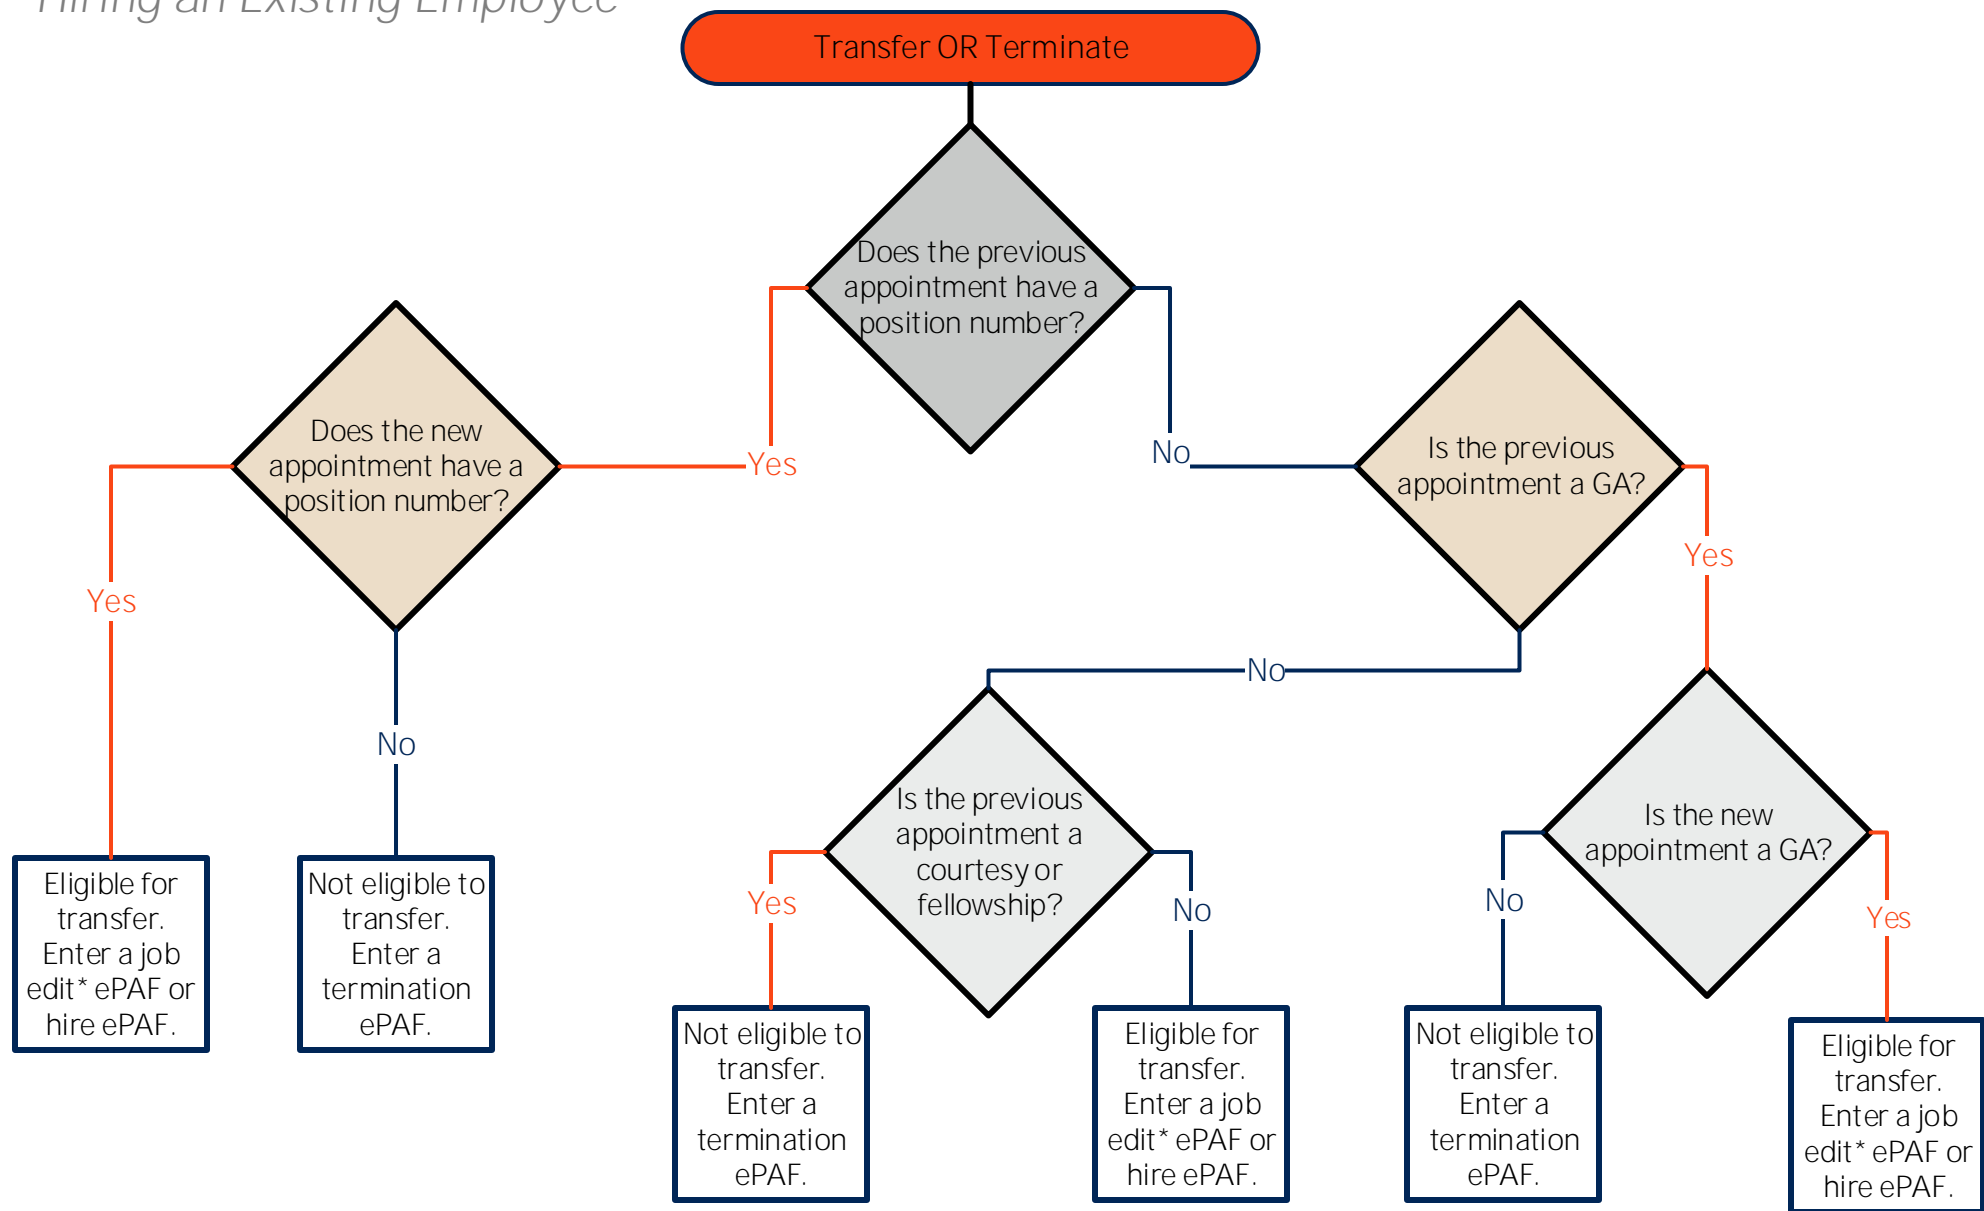 Hiring an Existing Employee
Transfer OR Terminate
Does the previous
appointment have a
position number?
Does the new
appointment have a
position number?
Yes
No
Is the previous
appointment a GA?
Yes
Yes
No
No
Is the previous
appointment a
courtesy or
fellowship?
Is the new
appointment a GA?
Yes
No
No
Yes
Eligible for
transfer.
Enter a job
edit* ePAF or
hire ePAF.
Not eligible to
transfer.
Enter a
termination
ePAF.
Not eligible to
transfer.
Enter a
termination
ePAF.
Eligible for
transfer.
Enter a job
edit* ePAF or
hire ePAF.
Not eligible to
transfer.
Enter a
termination
ePAF.
Eligible for
transfer.
Enter a job
edit* ePAF or
hire ePAF.